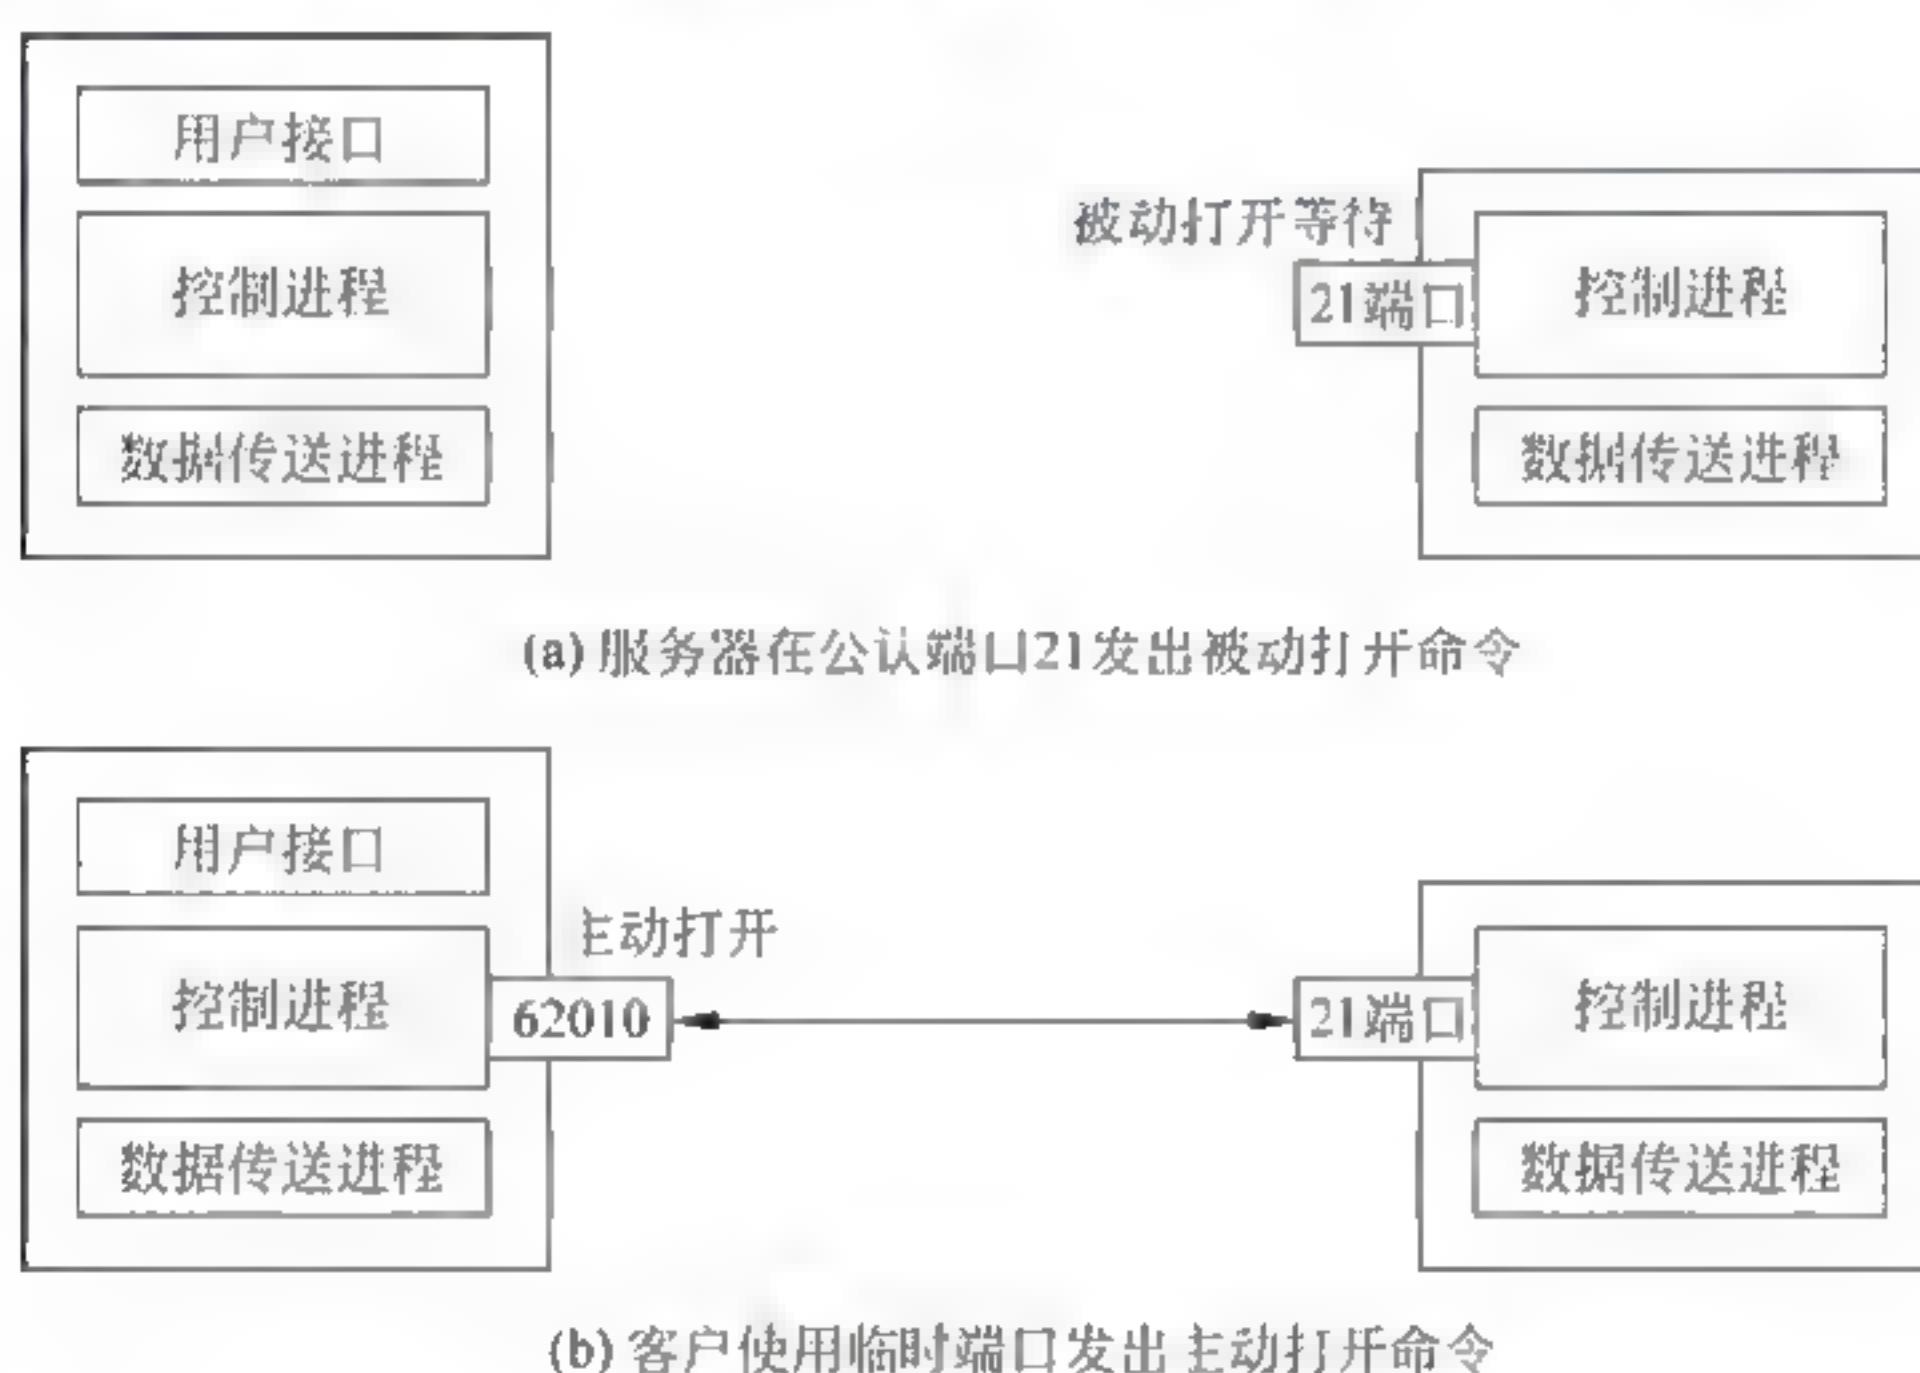 用户接口
被动打开等待
控制进程
21端口
控制进程
数据传送进程
数据传送进程
(a) 服务器在公认端口21发出被动打开命令
用户接口
主动打开
控制进程
62010
21端口
控制进程
数据传送进程
数据传送进程
(b) 客户使用临时端口发出主动打开命令